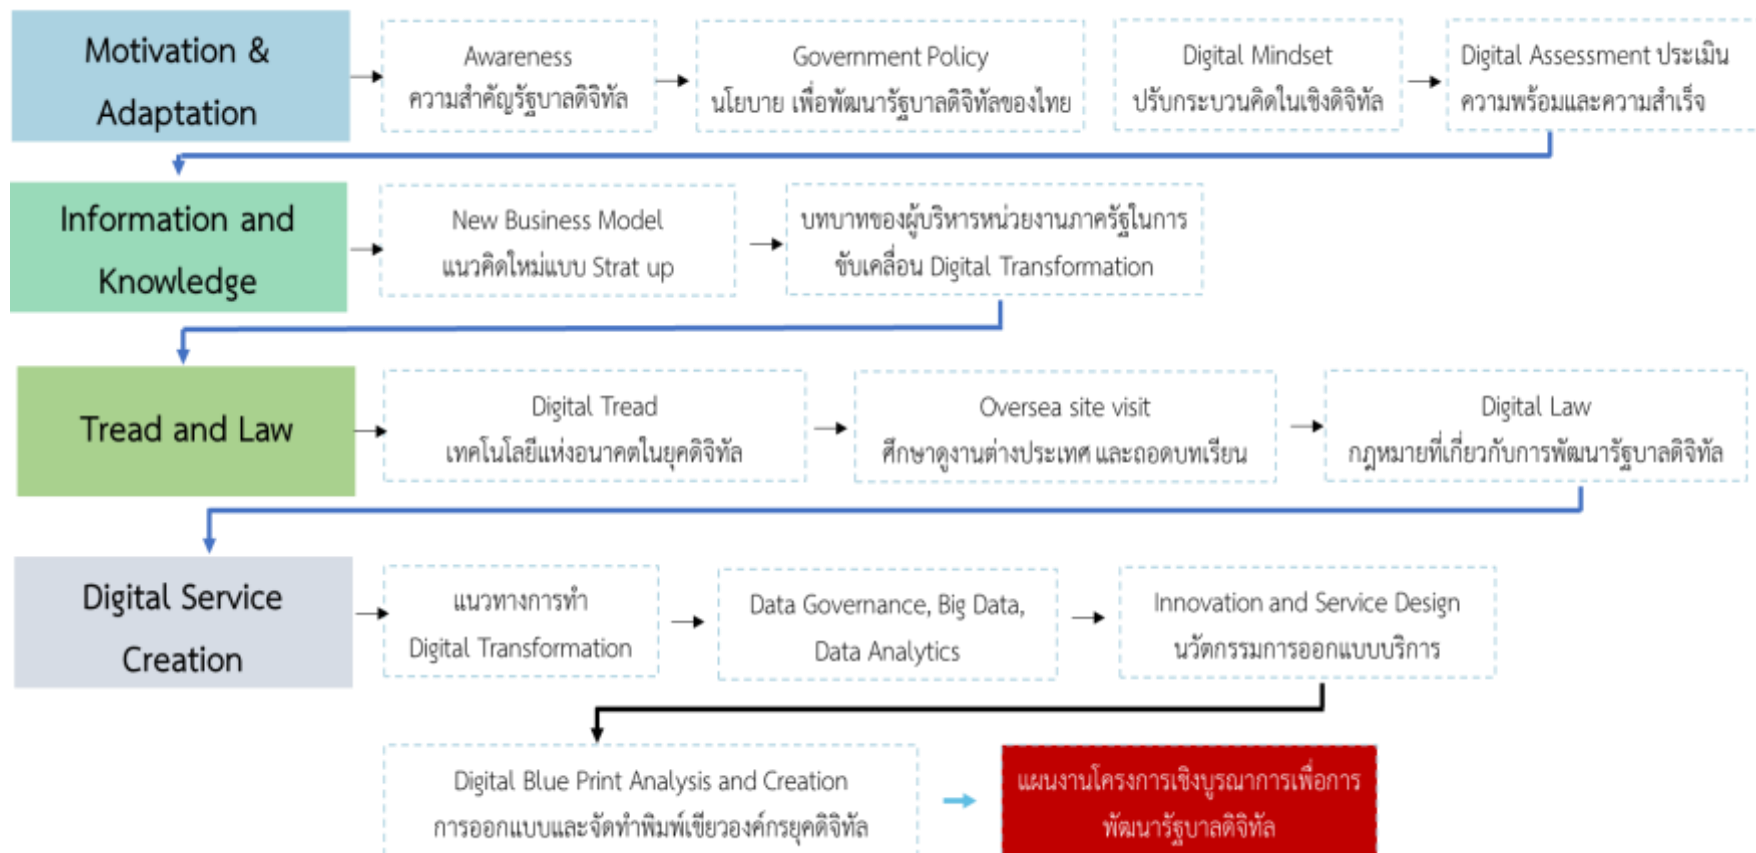 Motivation &
Adaptation
Awareness
ความสำคัญรัฐบาลดิจิทัล
Government Policy
นโยบาย เพื่อพัฒนารัฐบาลดิจิทัลของไทย
Digital Mindset
ปรับกระบวนคิดในเชิงดิจิทัล
Digital Assessment ประเมิน
ความพร้อมและความสำเร็จ
Information and
Knowledge
New Business Model
แนวคิดใหม่แบบ Strat up
บทบาทของผู้บริหารหน่วยงานภาครัฐในการ
ขับเคลื่อน Digital Transformation
Tread and Law
Digital Tread
เทคโนโลยีแห่งอนาคตในยุคดิจิทัล
Oversea site visit
ศึกษาดูงานต่างประเทศ และถอดบทเรียน
Digital Law
กฎหมายที่เกี่ยวกับการพัฒนารัฐบาลดิจิทัล
Digital Service
Creation
แนวทางการทำ
Digital Transformation
Data Governance, Big Data,
Data Analytics
Innovation and Service Design
นวัตกรรมการออกแบบบริการ
Digital Blue Print Analysis and Creation
การออกแบบและจัดทำพิมพ์เขียวองค์กรยุคดิจิทัล
แผนงานโครงการเชิงบูรณาการเพื่อการ
พัฒนารัฐบาลดิจิทัล